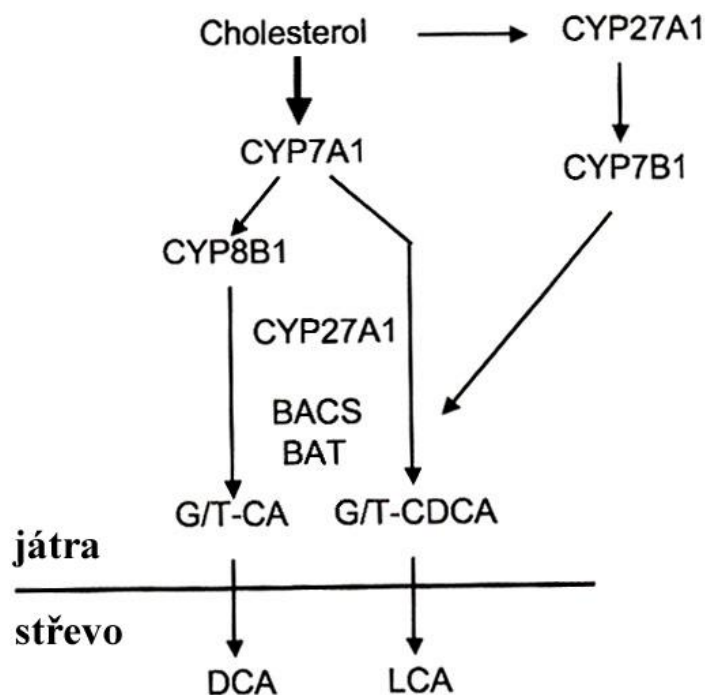 Cholesterol
CYP27A1
CYP7A1
CYP7B1
CYP8B1
CYP27A1
BACS
BAT
G/T-CA
G/T-CDCA
játra
střevo
DCA
LCA